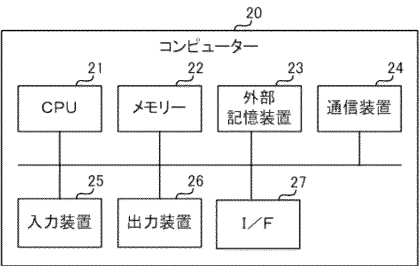 20
コンピューター
21
22
23
24
CPU
メモリー
外部
記憶装置
通信装置
25
26
27
入力装置
出力装置
I/F